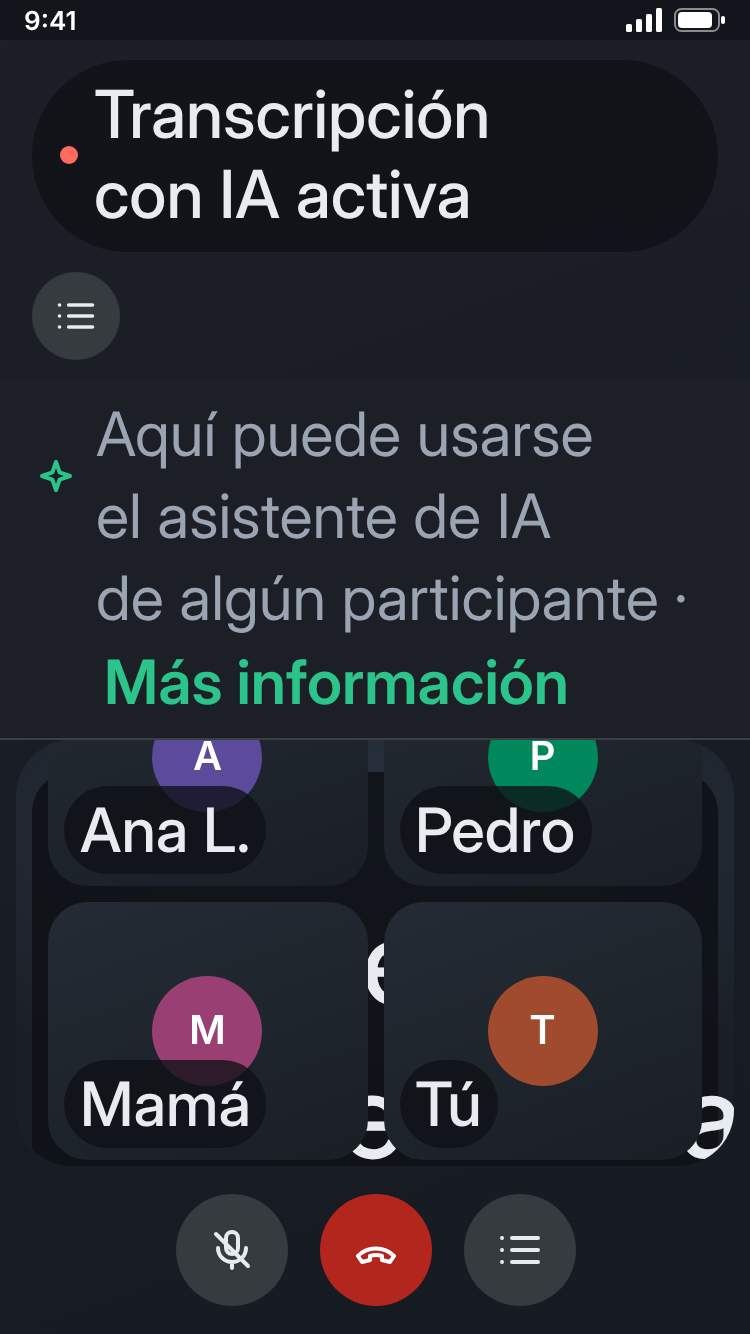 9:41
Transcripción
con IA activa
Aquí puede usarse
el asistente de IA
de algún participante ·
Más información
A
P
Ana L.
Pedro
M
T
Mamá
Tú